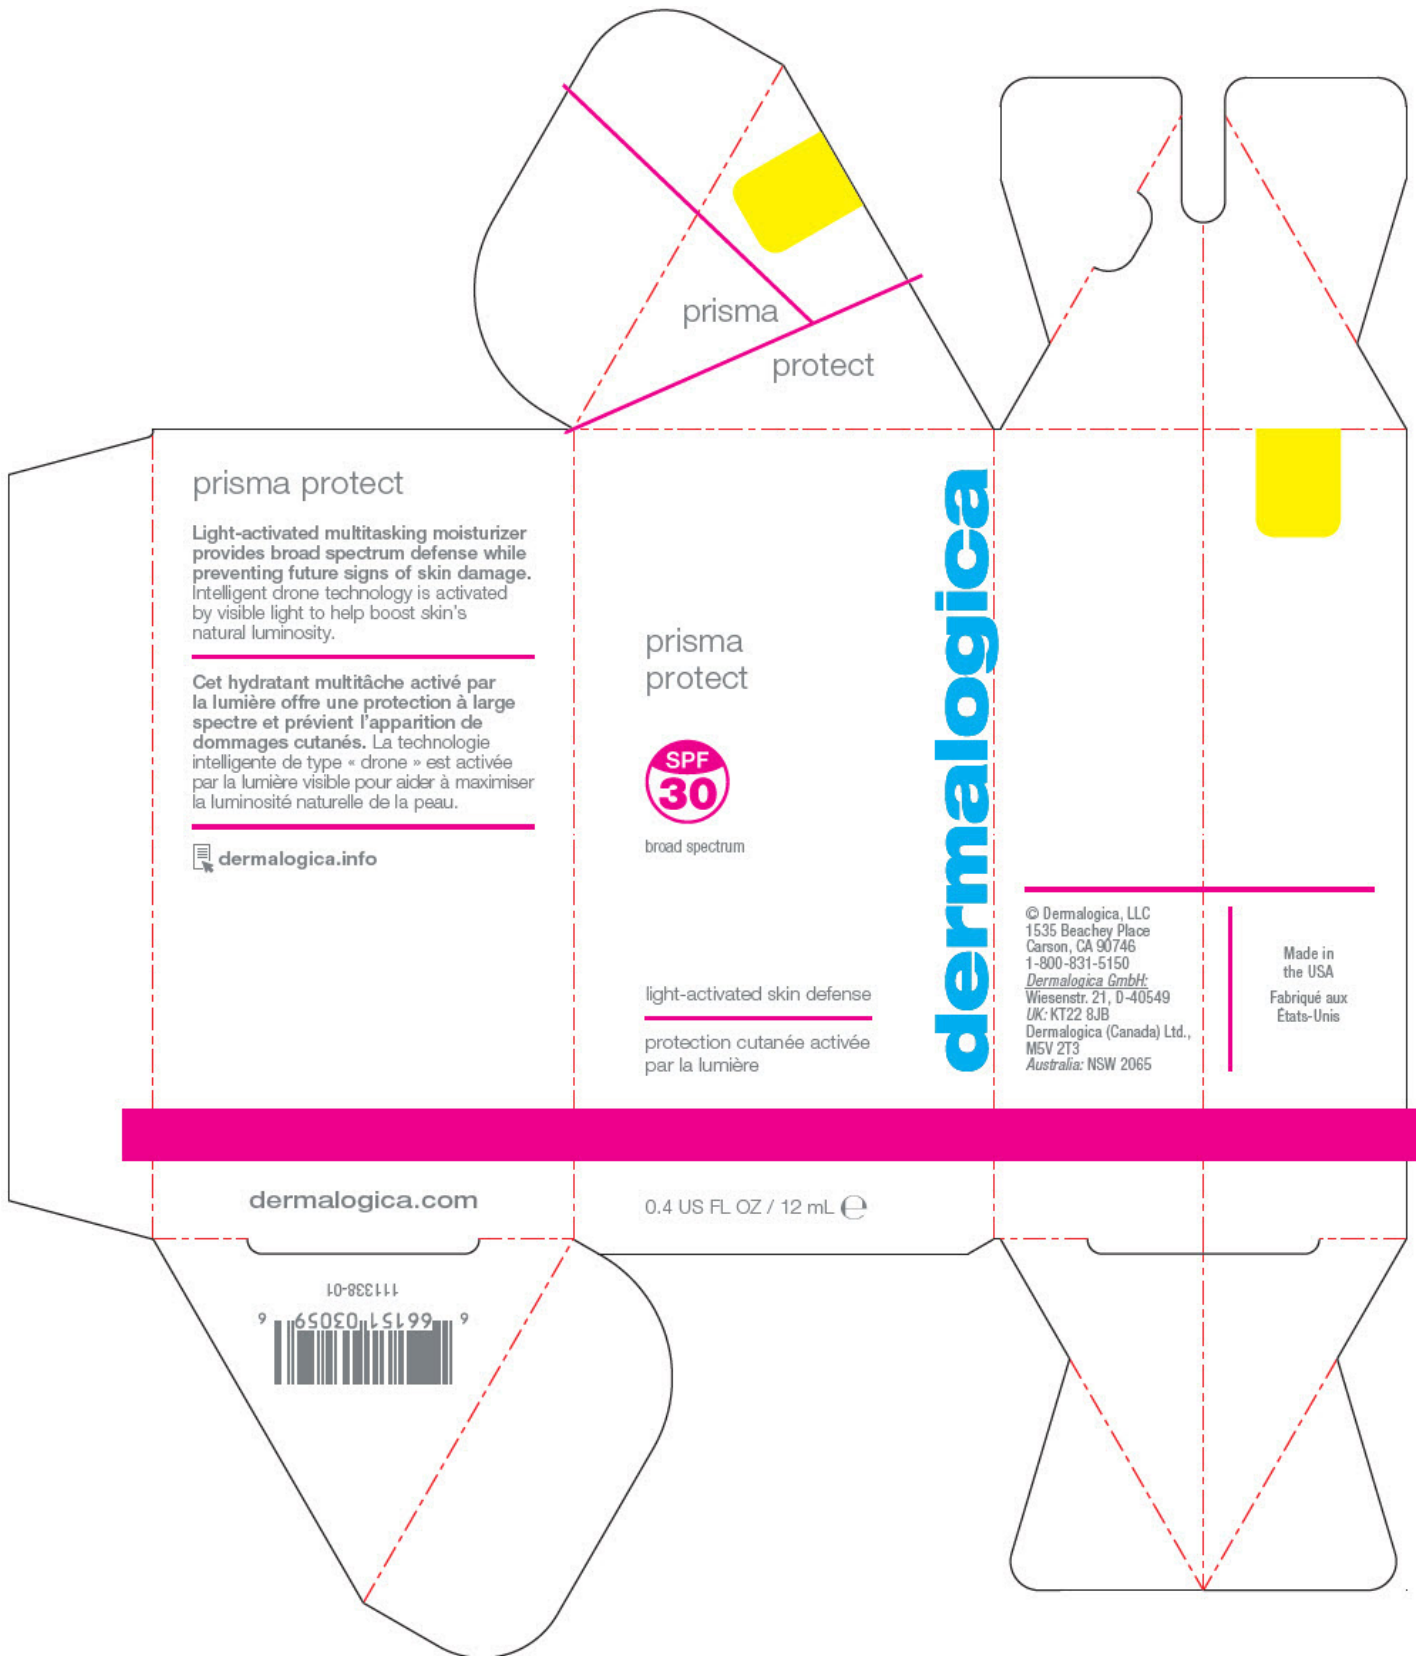 prisma
protect
prisma protect
Light-activated multitasking moisturizer
provides broad spectrum defense while
preventing future signs of skin damage.
Intelligent drone technology is activated
by visible light to help boost skin's
natural luminosity.
Cet hydratant multitâche activé par
la lumière offre une protection à large
spectre et prévient l'apparition de
dommages cutanés. La technologie
intelligente de type « drone » est activée
par la lumière visible pour aider à maximiser
la luminosité naturelle de la peau.
dermalogica.info
dermalogica.com
prisma
protect
SPF
30
broad spectrum
light-activated skin defense
protection cutanée activée
par la lumière
0.4 US FL OZ / 12 mL ℮
dermalogica
© Dermalogica, LLC
1535 Beachey Place
Carson, CA 90746
1-800-831-5150
Dermalogica GmbH:
Wiesenstr. 21, D-40549
UK: KT22 8JB
Dermalogica (Canada) Ltd.,
M5V 2T3
Australia: NSW 2065
Made in
the USA
Fabriqué aux
États-Unis
111338-01
6 66151 03059 9